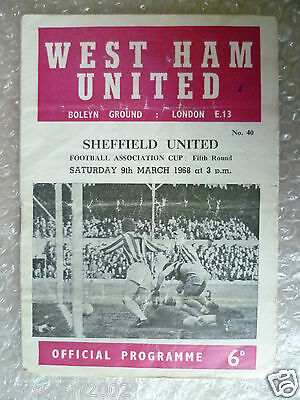 WEST HAM
UNITED
BOLEYN GROUND : LONDON E.13
No. 40
SHEFFIELD UNITED
FOOTBALL ASSOCIATION CUP : Fifth Round
SATURDAY 9th MARCH 1968 at 3 p.m.
OFFICIAL PROGRAMME 6D